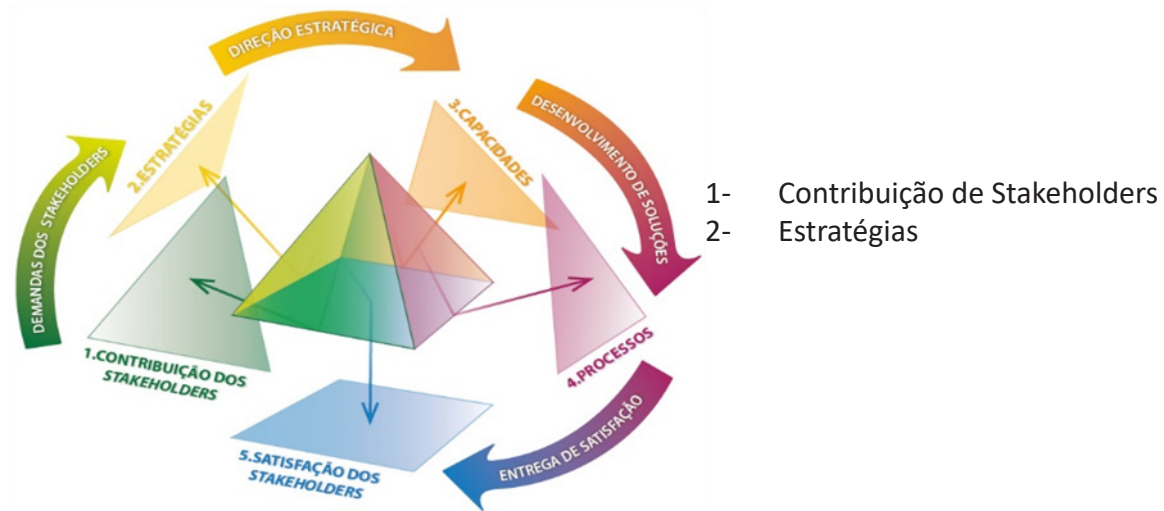 DIREÇÃO ESTRATÉGICA
2.ESTRATÉGIAS
3.CAPACIDADES
DESENVOLVIMENTO DE SOLUÇÕES
DEMANDAS DOS STAKEHOLDERS
1- Contribuição de Stakeholders
2- Estratégias
1.CONTRIBUIÇÃO DOS
STAKEHOLDERS
4.PROCESSOS
ENTREGA DE SATISFAÇÃO
5.SATISFAÇÃO DOS
STAKEHOLDERS